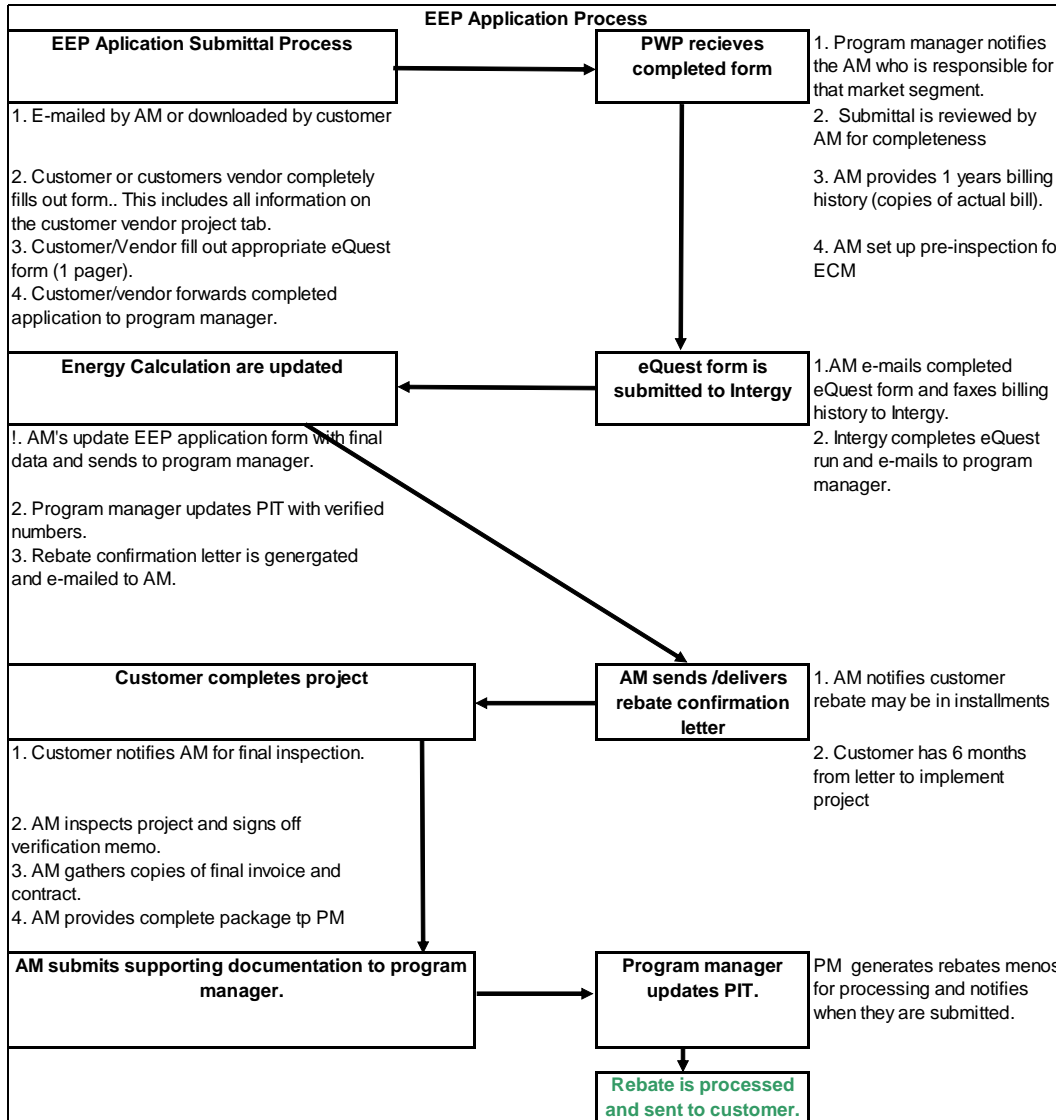 EEP Application Process
EEP Aplication Submittal Process
PWP recieves
completed form
1. Program manager notifies
the AM who is responsible for
that market segment.
1. E-mailed by AM or downloaded by customer
2. Customer or customers vendor completely
fills out form.. This includes all information on
the customer vendor project tab.
3. Customer/Vendor fill out appropriate eQuest
form (1 pager).
4. Customer/vendor forwards completed
application to program manager.
2. Submittal is reviewed by
AM for completeness
3. AM provides 1 years billing
history (copies of actual bill).
4. AM set up pre-inspection fo
ECM
Energy Calculation are updated
eQuest form is
submitted to Intergy
1.AM e-mails completed
eQuest form and faxes billing
history to Intergy.
2. Intergy completes eQuest
run and e-mails to program
manager.
!. AM's update EEP application form with final
data and sends to program manager.
2. Program manager updates PIT with verified
numbers.
3. Rebate confirmation letter is genergated
and e-mailed to AM.
Customer completes project
AM sends /delivers
rebate confirmation
letter
1. AM notifies customer
rebate may be in installments
2. Customer has 6 months
from letter to implement
project
1. Customer notifies AM for final inspection.
2. AM inspects project and signs off
verification memo.
3. AM gathers copies of final invoice and
contract.
4. AM provides complete package tp PM
AM submits supporting documentation to program
manager.
Program manager
updates PIT.
PM generates rebates menos
for processing and notifies
when they are submitted.
Rebate is processed
and sent to customer.